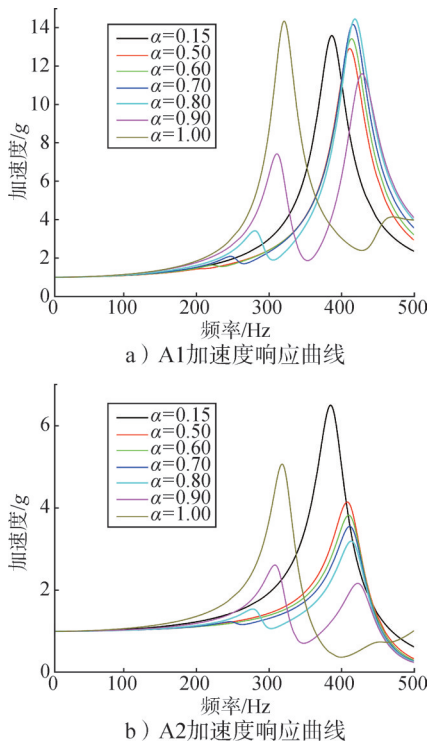 14
12
10
8
6
4
2
0
加速度/g
α=0.15
α=0.50
α=0.60
α=0.70
α=0.80
α=0.90
α=1.00
0 100 200 300 400 500
频率/Hz
a）A1加速度响应曲线
6
4
2
0
加速度/g
α=0.15
α=0.50
α=0.60
α=0.70
α=0.80
α=0.90
α=1.00
0 100 200 300 400 500
频率/Hz
b）A2加速度响应曲线